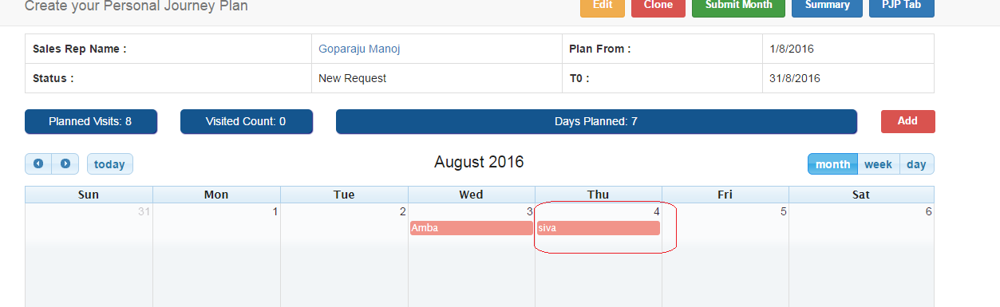 Create your Personal Journey Plan
Edit Clone Submit Month Summary PJP Tab
Sales Rep Name : Goparaju Manoj Plan From : 1/8/2016
Status : New Request T0 : 31/8/2016
Planned Visits: 8 Visited Count: 0 Days Planned: 7 Add
today August 2016 month week day
Sun Mon Tue Wed Thu Fri Sat
31 1 2 3 4 5 6
Amba siva